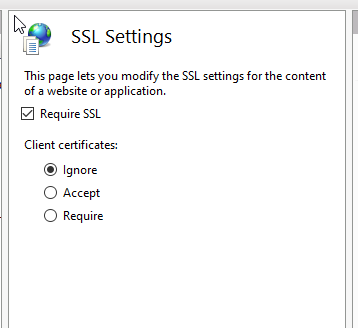 SSL Settings
This page lets you modify the SSL settings for the content
of a website or application.
Require SSL
Client certificates:
Ignore
Accept
Require